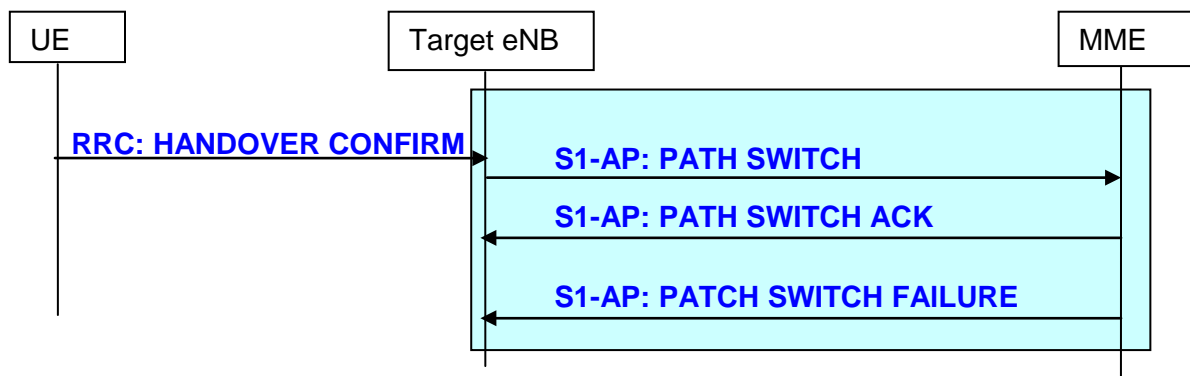 UE
Target eNB
MME
RRC: HANDOVER CONFIRM
S1-AP: PATH SWITCH
S1-AP: PATH SWITCH ACK
S1-AP: PATCH SWITCH FAILURE